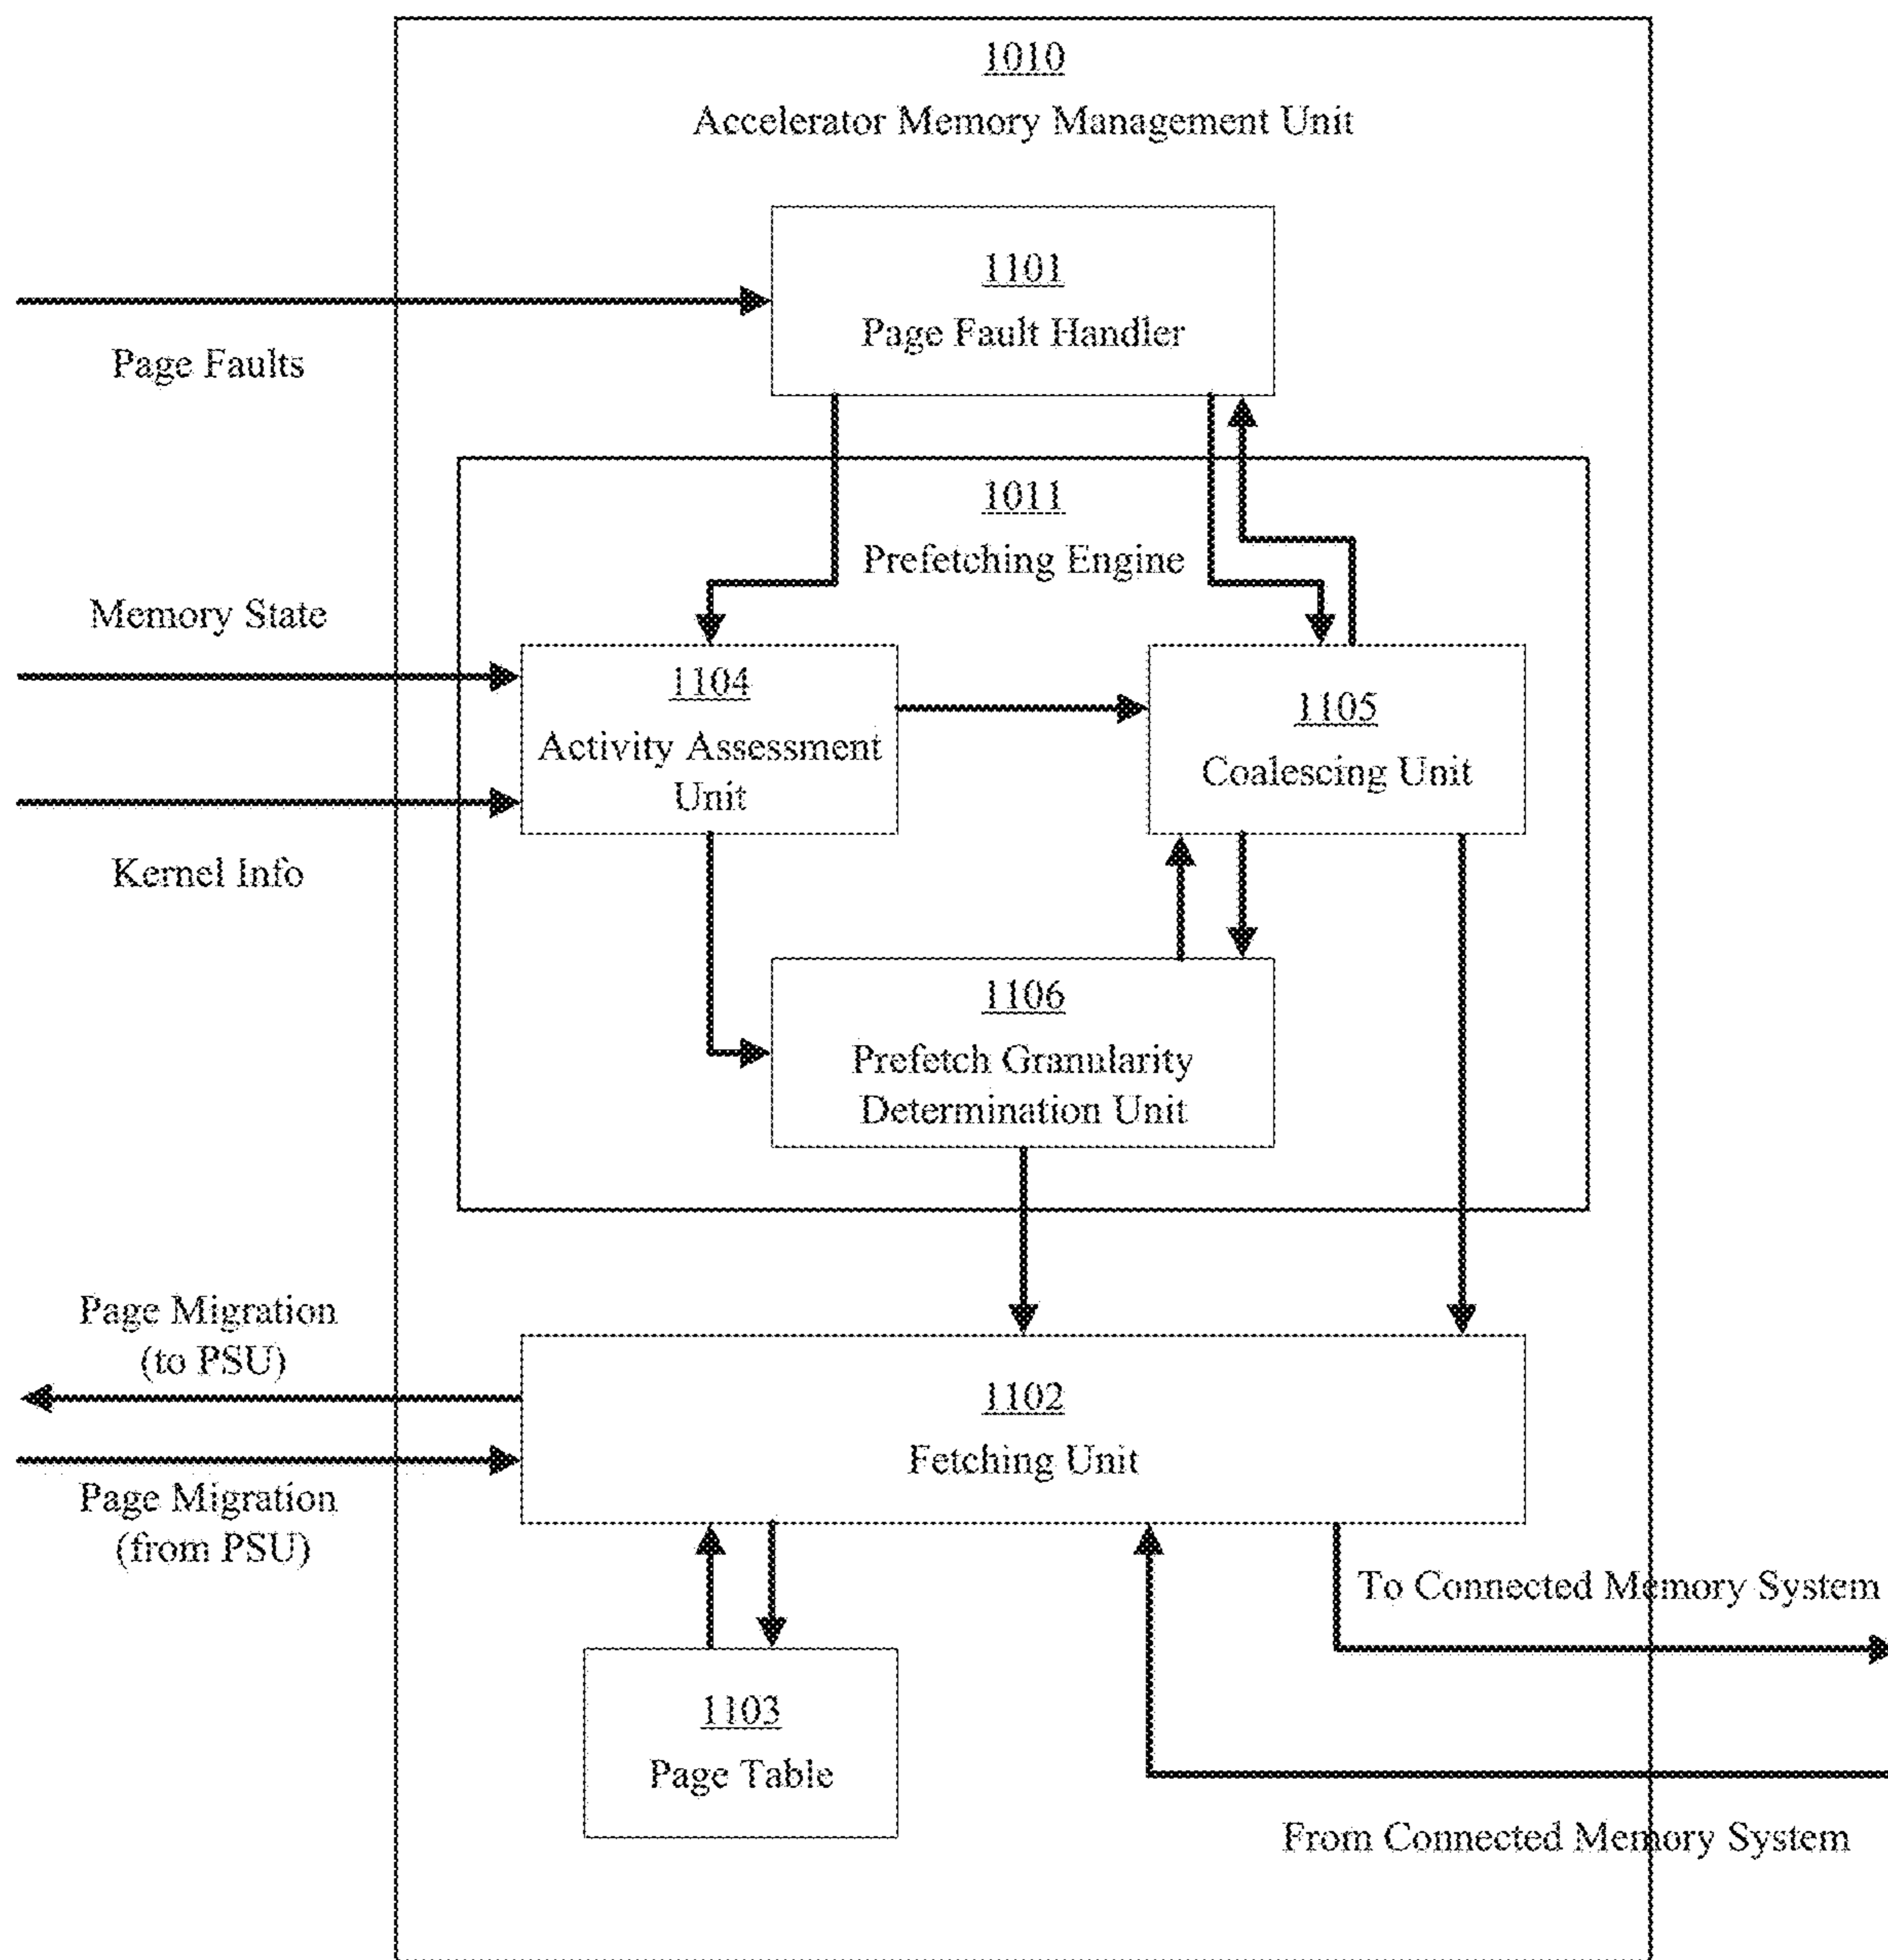 1010
Accelerator Memory Management Unit
1101
Page Fault Handler
Page Faults
1011
Prefetching Engine
Memory State
1104
Activity Assessment
Unit
1105
Coalescing Unit
Kernel Info
1106
Prefetch Granularity
Determination Unit
Page Migration
(to PSU)
1102
Fetching Unit
Page Migration
(from PSU)
To Connected Memory System
1103
Page Table
From Connected Memory System